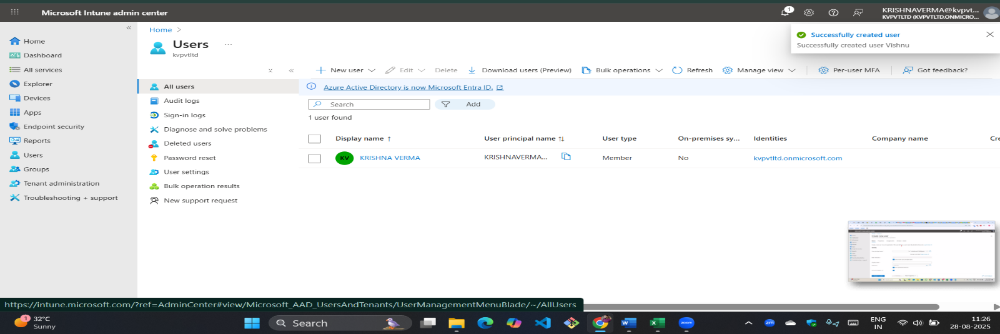 Microsoft Intune admin center
1
KRISHNAVERMA@kvpvt...
KVPVTLTD (KVPVTLTD.ONMICRO...
Home
Dashboard
All services
Explorer
Devices
Apps
Endpoint security
Reports
Users
Groups
Tenant administration
Troubleshooting + support
Home >
Users ...
kvpvtltd
Successfully created user
Successfully created user Vishnu
All users
Audit logs
Sign-in logs
Diagnose and solve problems
Deleted users
Password reset
User settings
Bulk operation results
New support request
New user Edit Delete Download users (Preview) Bulk operations Refresh Manage view Per-user MFA Got feedback?
Azure Active Directory is now Microsoft Entra ID.
Search Add
1 user found
Display name ↑ User principal name ↑↓ User type On-premises sy... Identities Company name Cre
KV KRISHNA VERMA KRISHNAVERMA... Member No kvpvtltd.onmicrosoft.com
https://intune.microsoft.com/?ref=AdminCenter#view/Microsoft_AAD_UsersAndTenants/UserManagementMenuBlade/~/AllUsers
1 32°C
Sunny
Search
zoom
zm
ENG
IN
11:26
28-08-2025